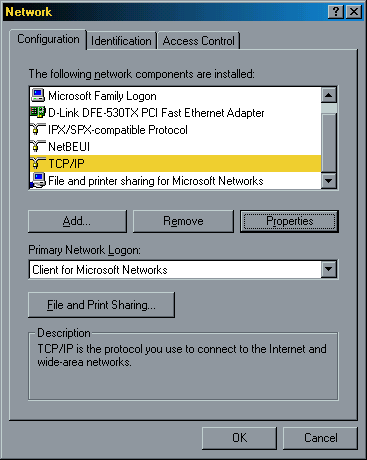 Network
Configuration
Identification
Access Control
The following network components are installed:
Microsoft Family Logon
D-Link DFE-530TX PCI Fast Ethernet Adapter
IPX/SPX-compatible Protocol
NetBEUI
TCP/IP
File and printer sharing for Microsoft Networks
Add...
Remove
Properties
Primary Network Logon:
Client for Microsoft Networks
File and Print Sharing...
Description
TCP/IP is the protocol you use to connect to the Internet and
wide-area networks.
OK
Cancel